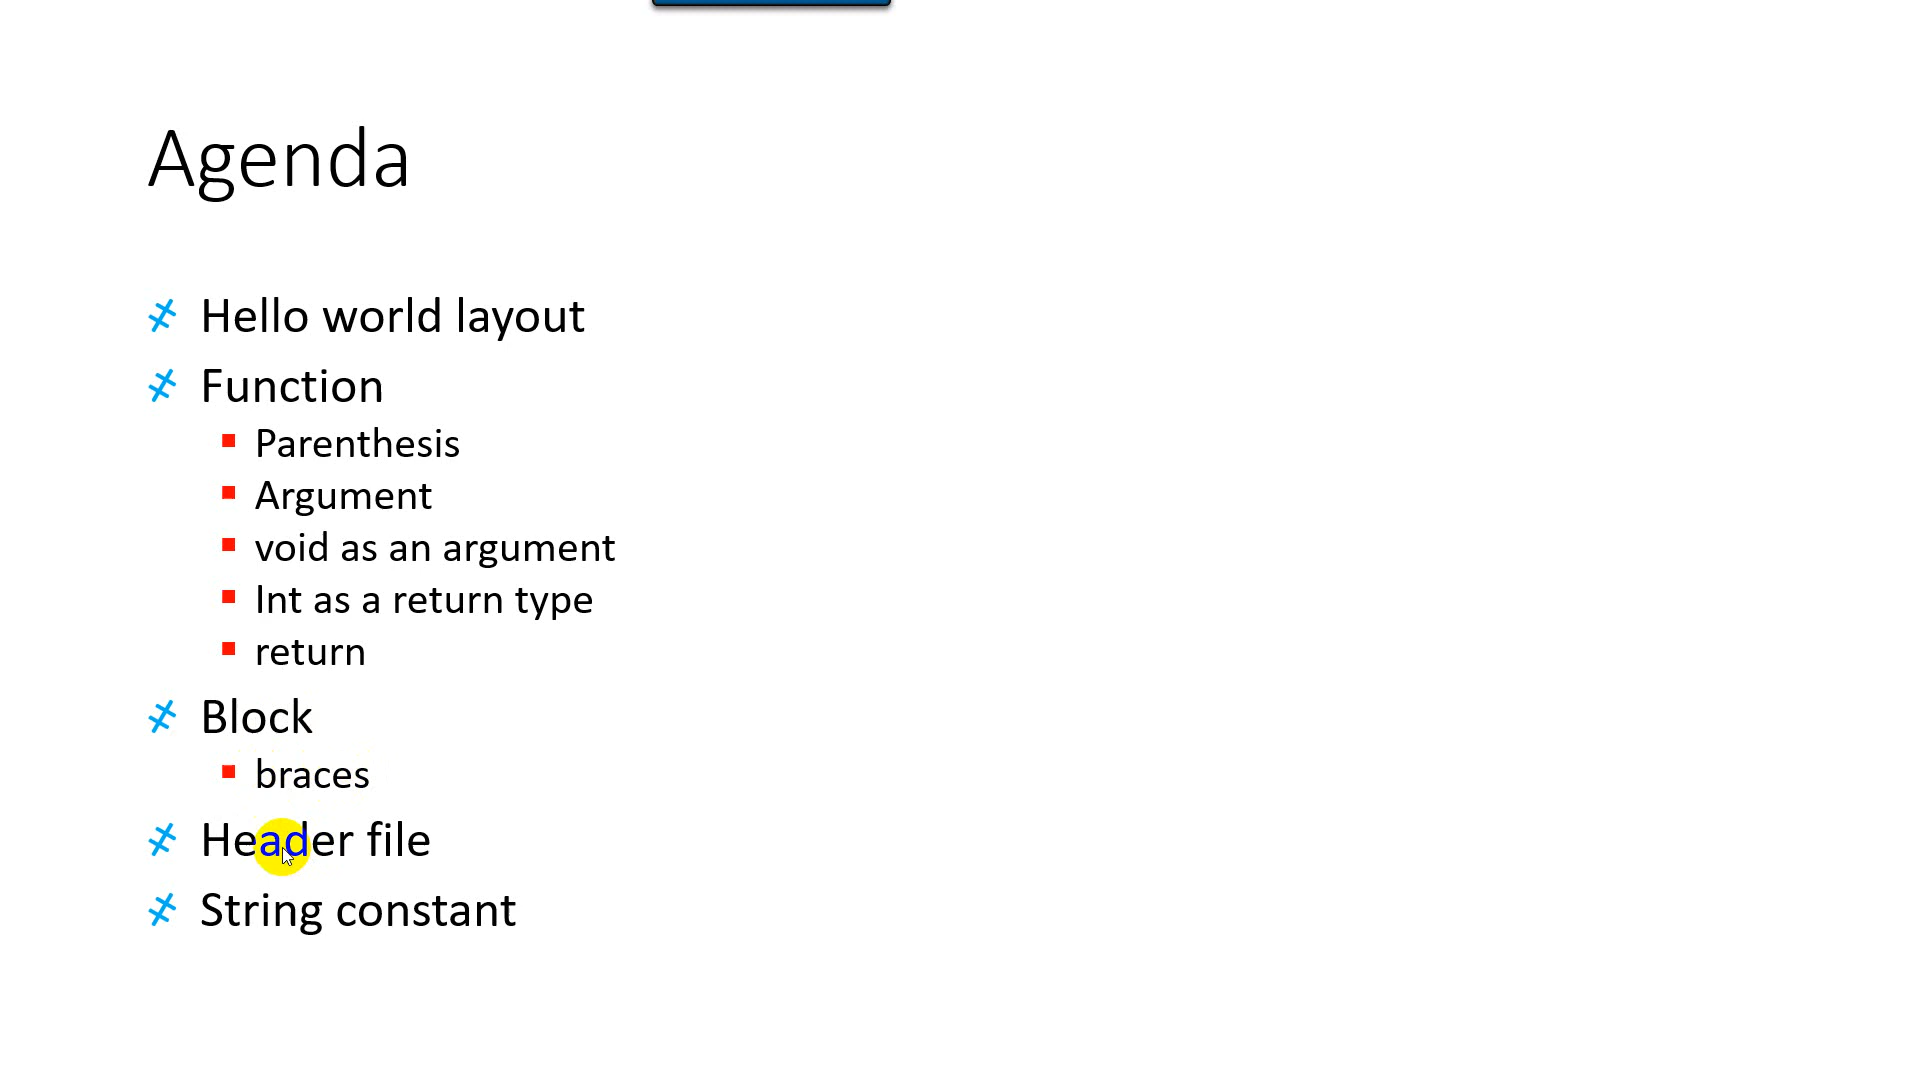 Agenda
Hello world layout
Function
Parenthesis
Argument
void as an argument
Int as a return type
return
Block
braces
Header file
String constant